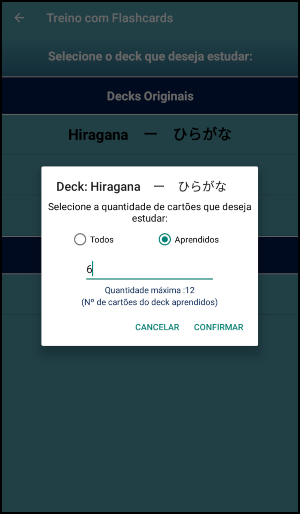 Treino com Flashcards
Selecione o deck que deseja estudar:
Decks Originais
Hiragana ー ひらがな
Deck: Hiragana ー ひらがな
Selecione a quantidade de cartões que deseja
estudar:
Todos Aprendidos
6
Quantidade máxima :12
(Nº de cartões do deck aprendidos)
CANCELAR CONFIRMAR